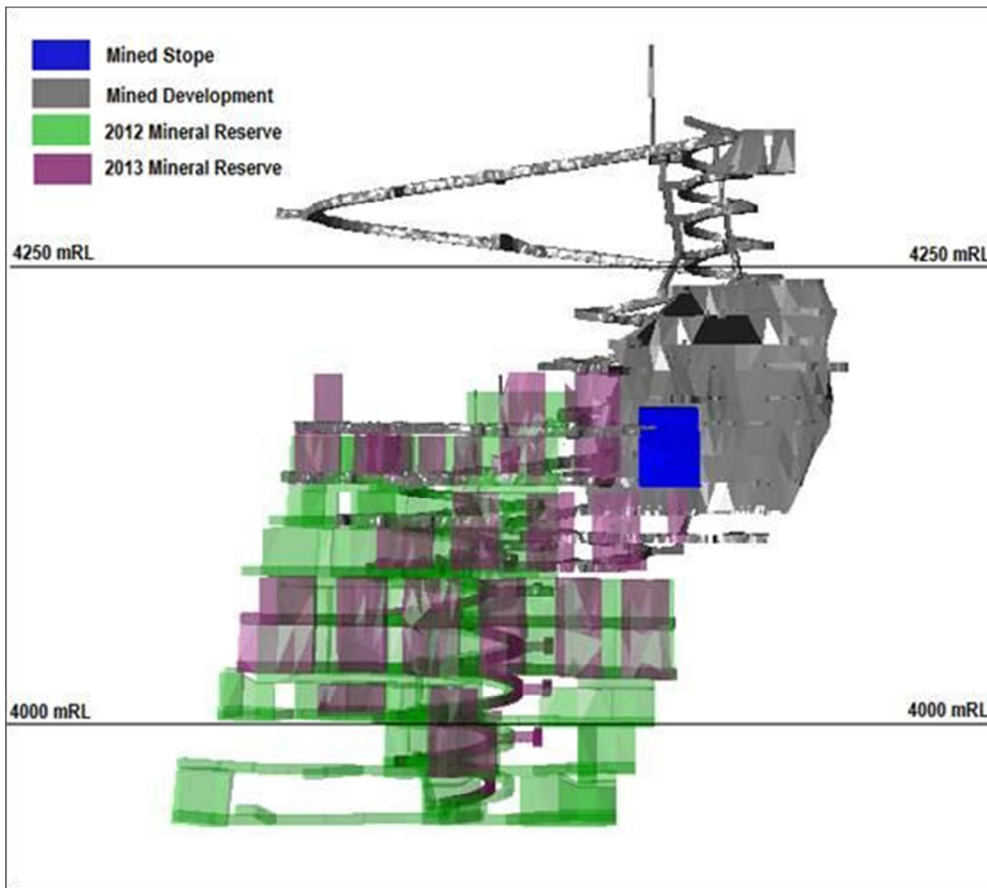 Mined Stope
Mined Development
2012 Mineral Reserve
2013 Mineral Reserve
4250 mRL
4250 mRL
4000 mRL
4000 mRL